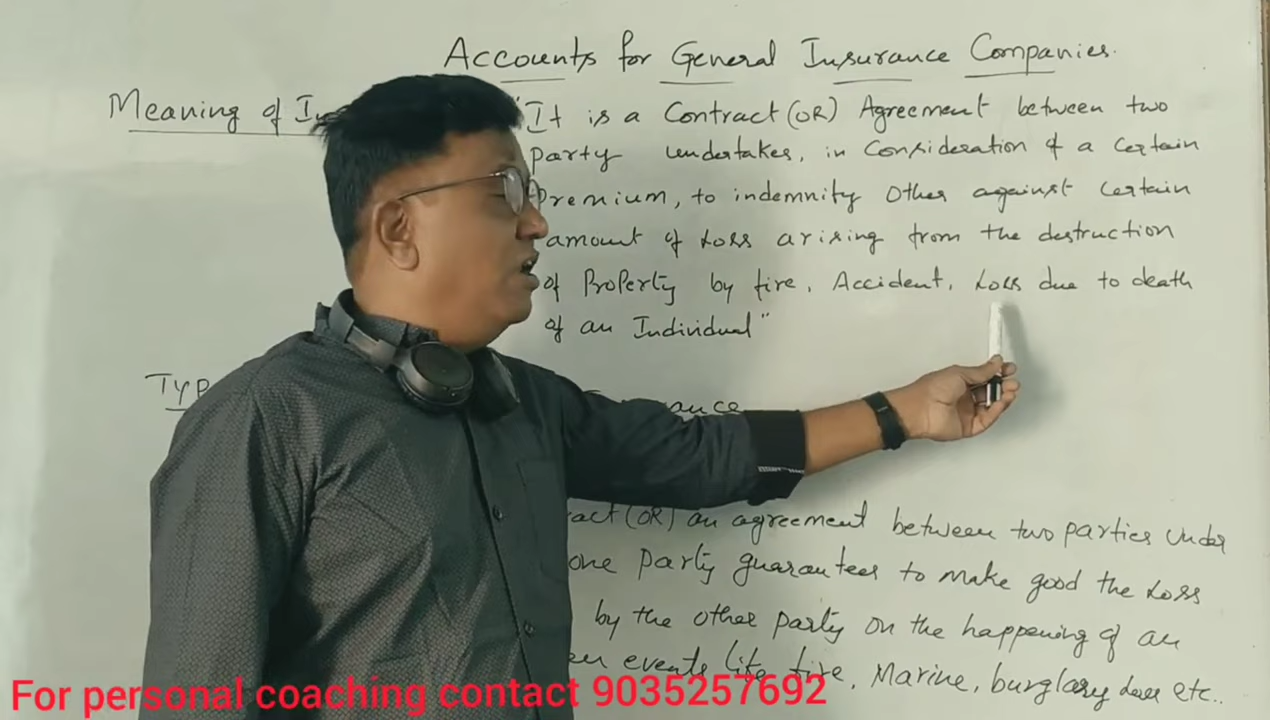 Accounts for General Insurance Companies.
Meaning of In "It is a Contract (OR) Agreement between two
party undertakes, in Consideration of a Certain
Premium, to indemnity Other against Certain
amount of Loss arising from the destruction
of Property by fire, Accident, Loss due to death
of an Individual"
Typ ance
ract (OR) an agreement between two parties under
one party guarantees to make good the Loss
by the other party on the happening of an
en events like fire, Marine, burglary Loss etc..
For personal coaching contact 9035257692